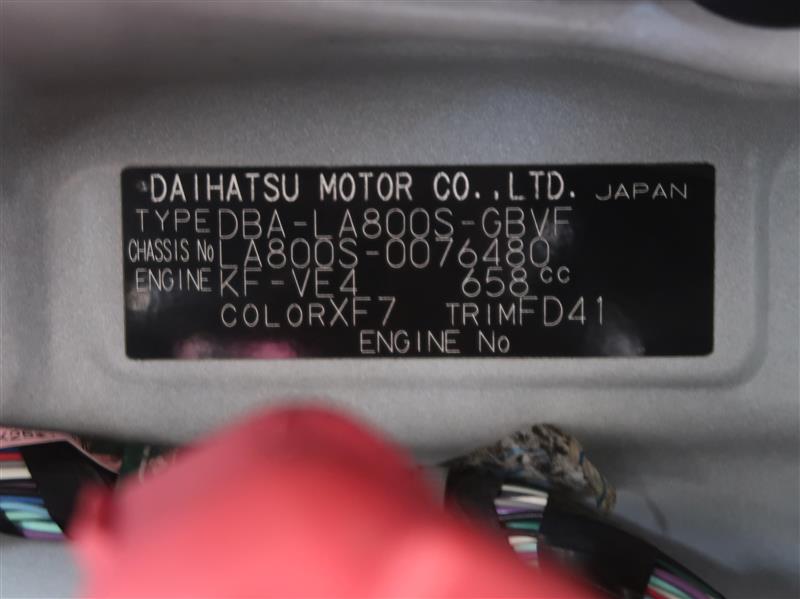 DAIHATSU MOTOR CO.,LTD. JAPAN
TYPE DBA-LA800S-GBVF
CHASSIS No LA800S-0076480
ENGINE KF-VE4 658cc
COLOR XF7 TRIM FD41
ENGINE No